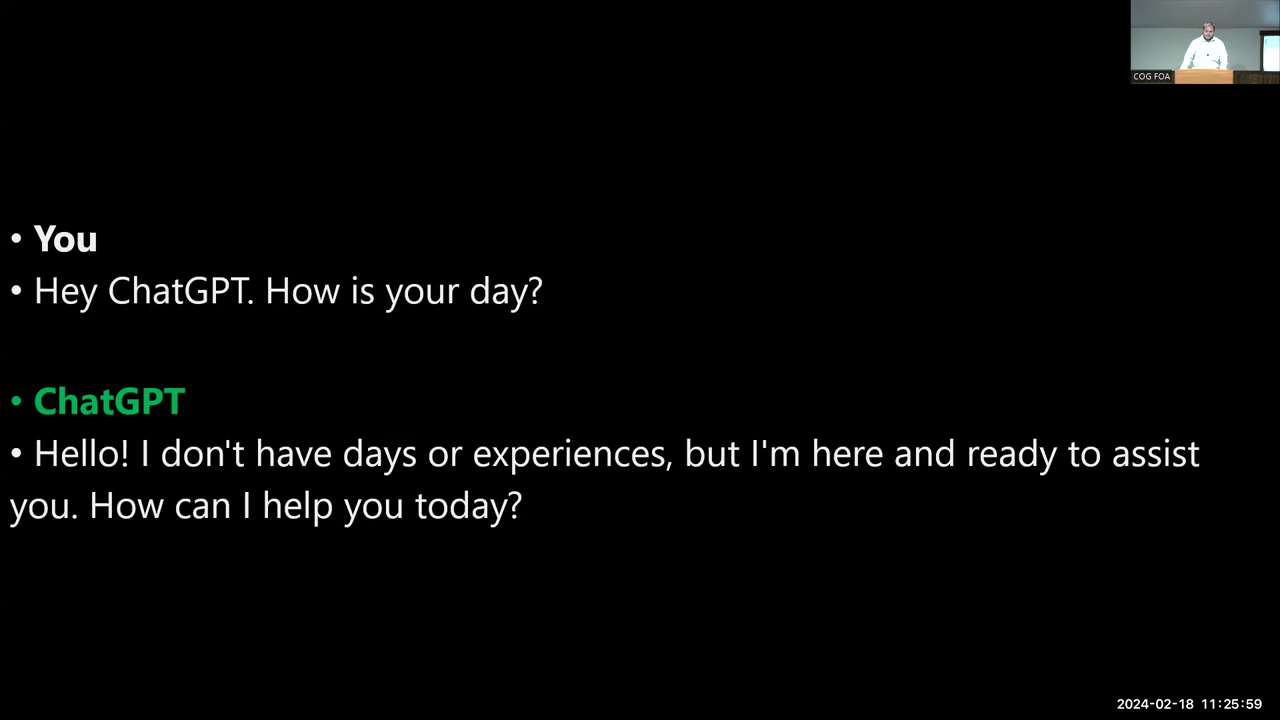 COG FOA
• You
• Hey ChatGPT. How is your day?
• ChatGPT
• Hello! I don't have days or experiences, but I'm here and ready to assist
you. How can I help you today?
2024-02-18 11:25:59